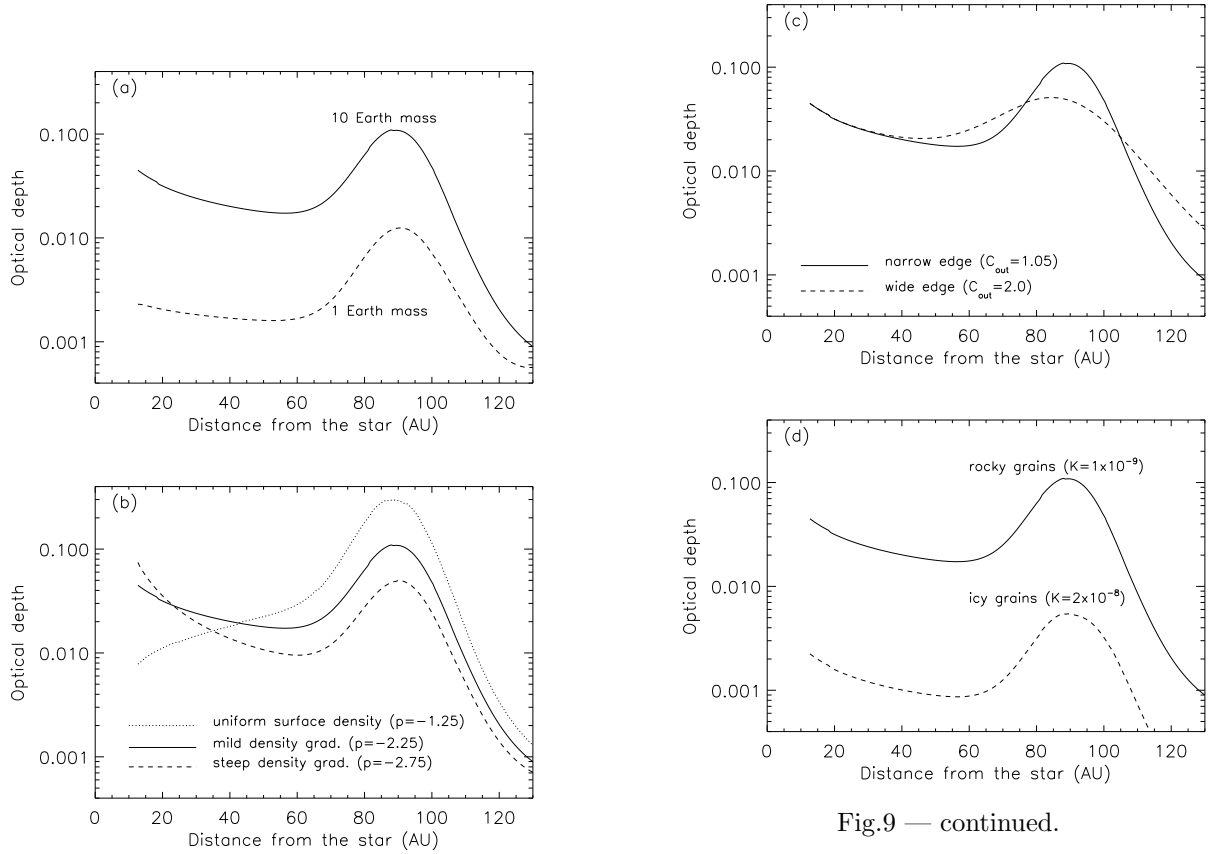 (a)
10 Earth mass
1 Earth mass
Optical depth
0.100
0.010
0.001
0 20 40 60 80 100 120
Distance from the star (AU)
(b)
Optical depth
0.100
0.010
0.001
uniform surface density (p=−1.25)
mild density grad. (p=−2.25)
steep density grad. (p=−2.75)
0 20 40 60 80 100 120
Distance from the star (AU)
(c)
Optical depth
0.100
0.010
0.001
narrow edge (Cout=1.05)
wide edge (Cout=2.0)
0 20 40 60 80 100 120
Distance from the star (AU)
(d)
rocky grains (K=1x10⁻⁹)
icy grains (K=2x10⁻⁸)
Optical depth
0.100
0.010
0.001
0 20 40 60 80 100 120
Distance from the star (AU)
Fig.9 — continued.